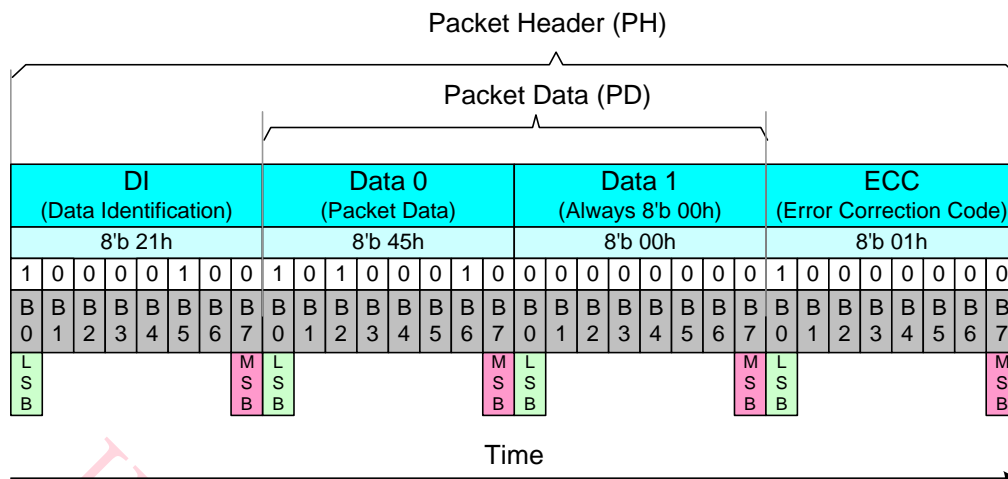 Packet Header (PH)
Packet Data (PD)
DI Data 0 Data 1 ECC
(Data Identification) (Packet Data) (Always 8'b 00h) (Error Correction Code)
8'b 21h 8'b 45h 8'b 00h 8'b 01h
1 0 0 0 0 1 0 0 1 0 1 0 0 0 1 0 0 0 0 0 0 0 0 0 1 0 0 0 0 0 0 0
B B B B B B B B B B B B B B B B B B B B B B B B B B B B B B B B
0 1 2 3 4 5 6 7 0 1 2 3 4 5 6 7 0 1 2 3 4 5 6 7 0 1 2 3 4 5 6 7
L M L M L M L M
S S S S S S S S
B B B B B B B B
Time